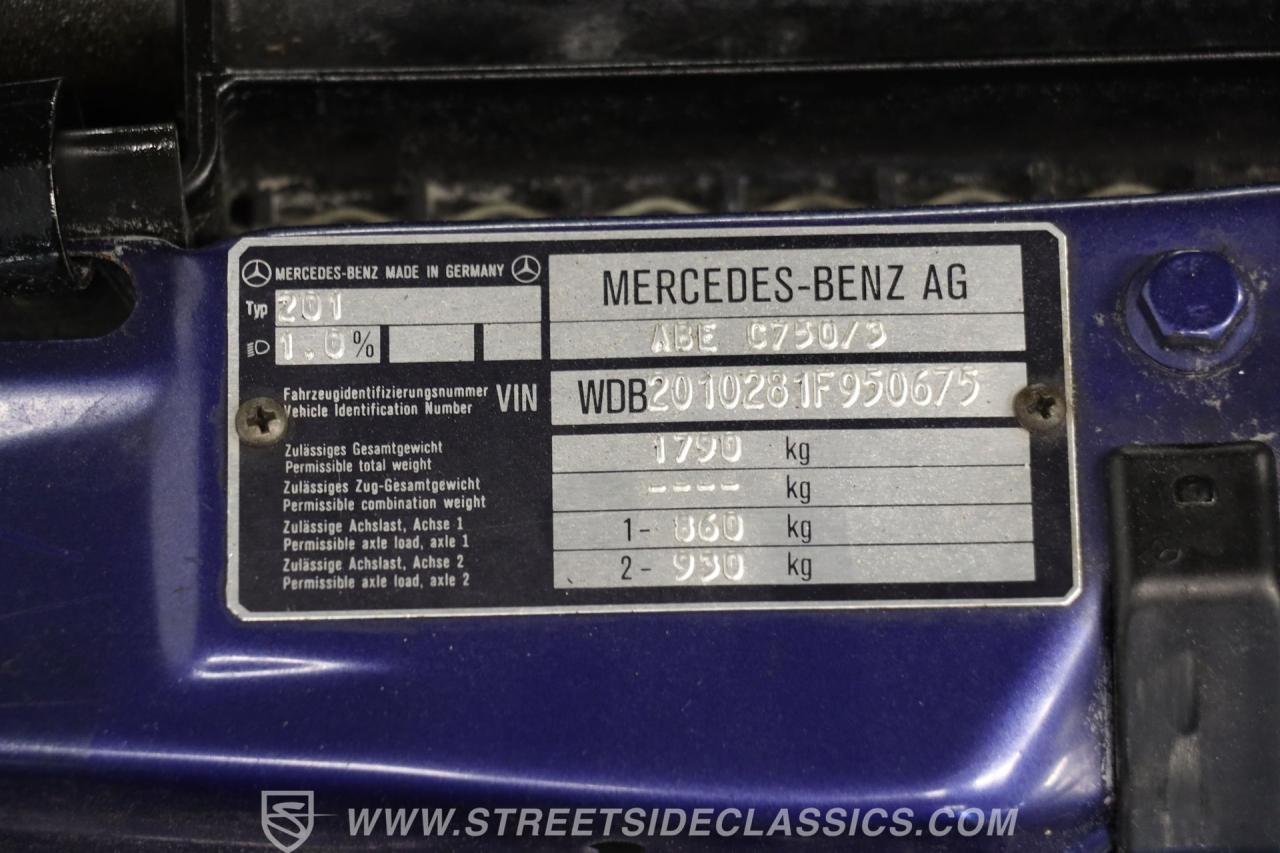 MERCEDES-BENZ MADE IN GERMANY
Typ 201
1.0%
MERCEDES-BENZ AG
ABE C750/3
Fahrzeugidentifizierungsnummer
Vehicle Identification Number
VIN
WDB2010281F950675
Zulässiges Gesamtgewicht
Permissible total weight
1790 kg
Zulässiges Zug-Gesamtgewicht
Permissible combination weight
---- kg
Zulässige Achslast, Achse 1
Permissible axle load, axle 1
1- 860 kg
Zulässige Achslast, Achse 2
Permissible axle load, axle 2
2- 930 kg
WWW.STREETSIDECLASSICS.COM